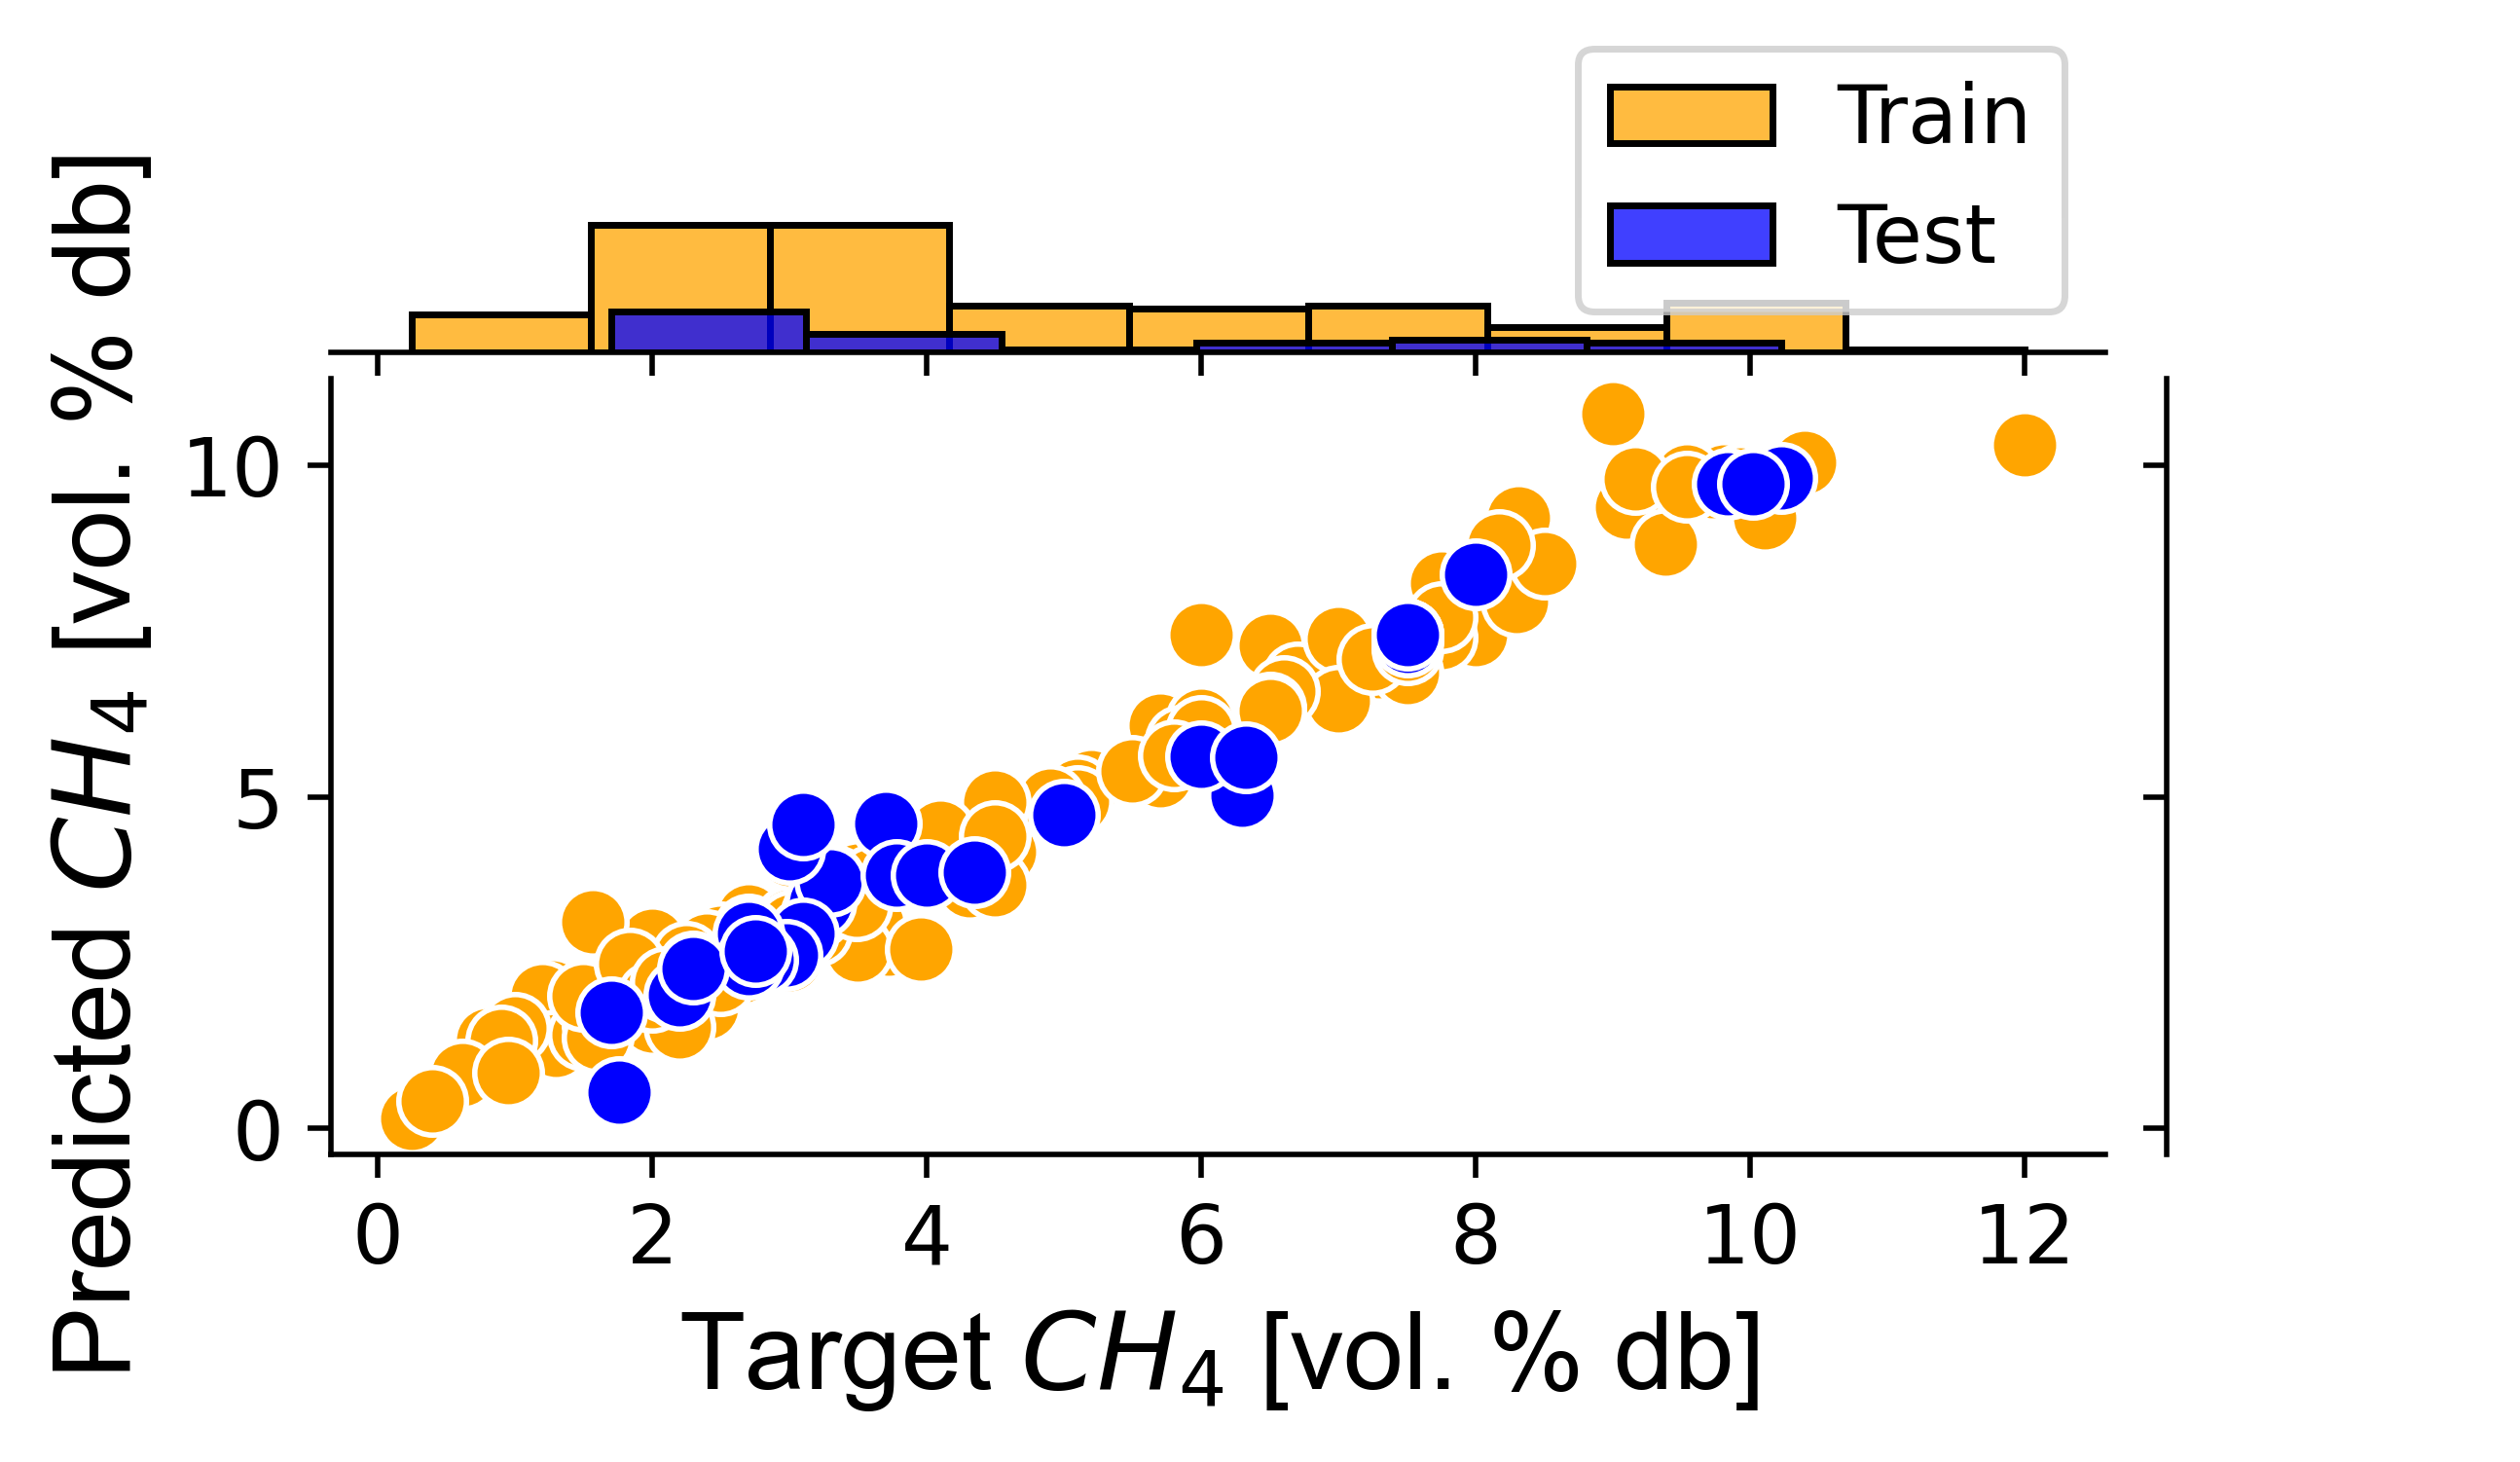 Train
Test
Predicted CH4 [vol. % db]
10
5
0
0 2 4 6 8 10 12
Target CH4 [vol. % db]